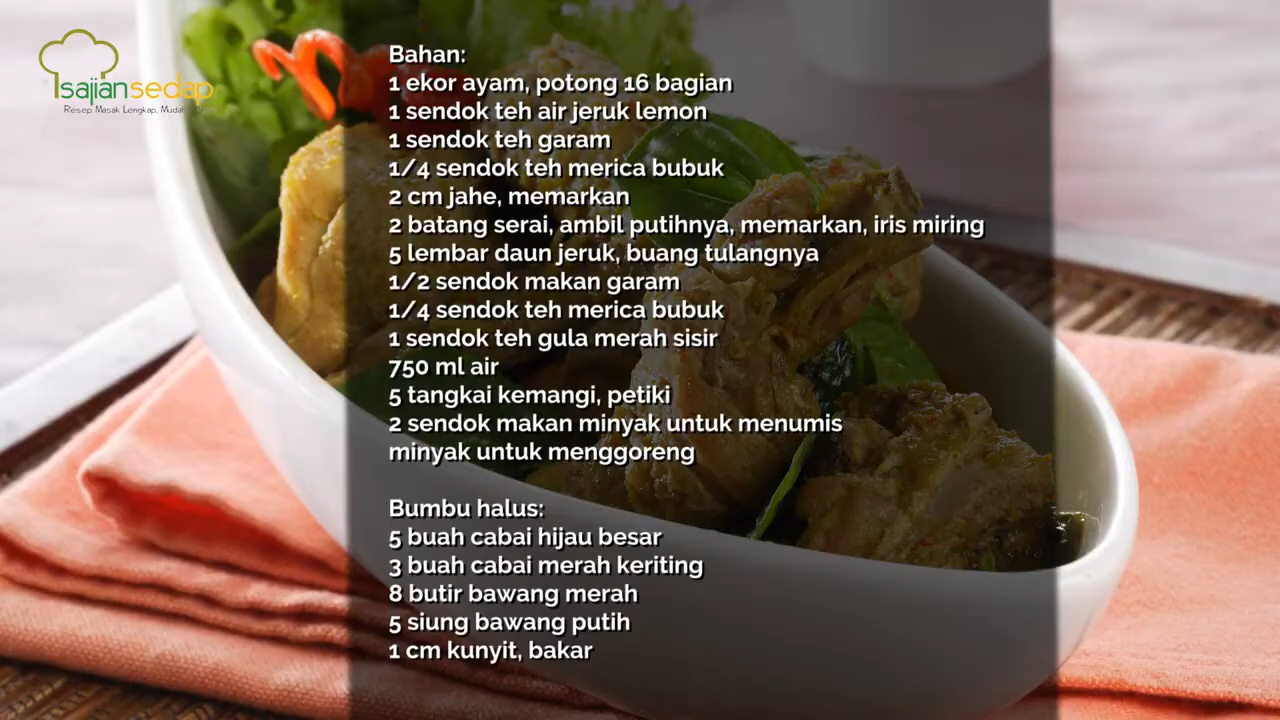 sajiansedap
Resep Masak Lengkap, Mudah
Bahan:
1 ekor ayam, potong 16 bagian
1 sendok teh air jeruk lemon
1 sendok teh garam
1/4 sendok teh merica bubuk
2 cm jahe, memarkan
2 batang serai, ambil putihnya, memarkan, iris miring
5 lembar daun jeruk, buang tulangnya
1/2 sendok makan garam
1/4 sendok teh merica bubuk
1 sendok teh gula merah sisir
750 ml air
5 tangkai kemangi, petiki
2 sendok makan minyak untuk menumis
minyak untuk menggoreng
Bumbu halus:
5 buah cabai hijau besar
3 buah cabai merah keriting
8 butir bawang merah
5 siung bawang putih
1 cm kunyit, bakar